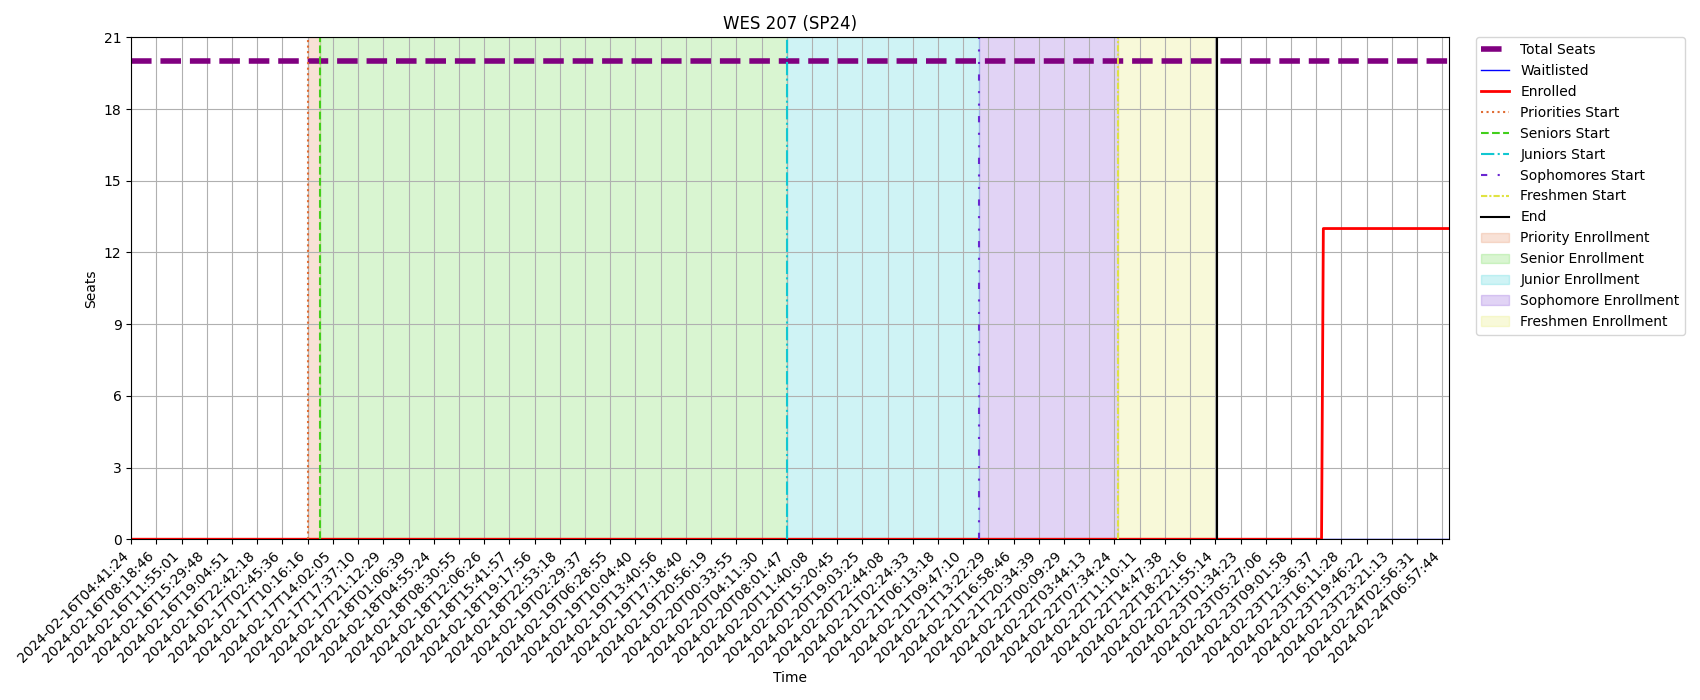 WES 207 (SP24)
21
18
15
12
9
6
3
0
Seats
2024-02-16T04:41:24
2024-02-16T08:18:46
2024-02-16T11:55:01
2024-02-16T15:29:48
2024-02-16T19:04:51
2024-02-16T22:42:18
2024-02-17T02:45:36
2024-02-17T10:16:16
2024-02-17T14:02:05
2024-02-17T17:37:10
2024-02-17T21:12:29
2024-02-18T01:06:39
2024-02-18T04:55:24
2024-02-18T08:30:55
2024-02-18T12:06:26
2024-02-18T15:41:57
2024-02-18T19:17:56
2024-02-18T22:53:18
2024-02-19T02:29:37
2024-02-19T06:28:55
2024-02-19T10:04:40
2024-02-19T13:40:56
2024-02-19T17:18:40
2024-02-19T20:56:19
2024-02-20T00:33:55
2024-02-20T04:11:30
2024-02-20T08:01:47
2024-02-20T11:40:08
2024-02-20T15:20:45
2024-02-20T19:03:25
2024-02-20T22:44:08
2024-02-21T02:24:33
2024-02-21T06:13:18
2024-02-21T09:47:10
2024-02-21T13:22:29
2024-02-21T16:58:46
2024-02-21T20:34:39
2024-02-22T00:09:29
2024-02-22T03:44:13
2024-02-22T07:34:24
2024-02-22T11:10:11
2024-02-22T14:47:38
2024-02-22T18:22:16
2024-02-22T21:55:14
2024-02-23T01:34:23
2024-02-23T05:27:06
2024-02-23T09:01:58
2024-02-23T12:36:37
2024-02-23T16:11:28
2024-02-23T19:46:22
2024-02-23T23:21:13
2024-02-24T02:56:31
2024-02-24T06:57:44
Time
Total Seats
Waitlisted
Enrolled
Priorities Start
Seniors Start
Juniors Start
Sophomores Start
Freshmen Start
End
Priority Enrollment
Senior Enrollment
Junior Enrollment
Sophomore Enrollment
Freshmen Enrollment